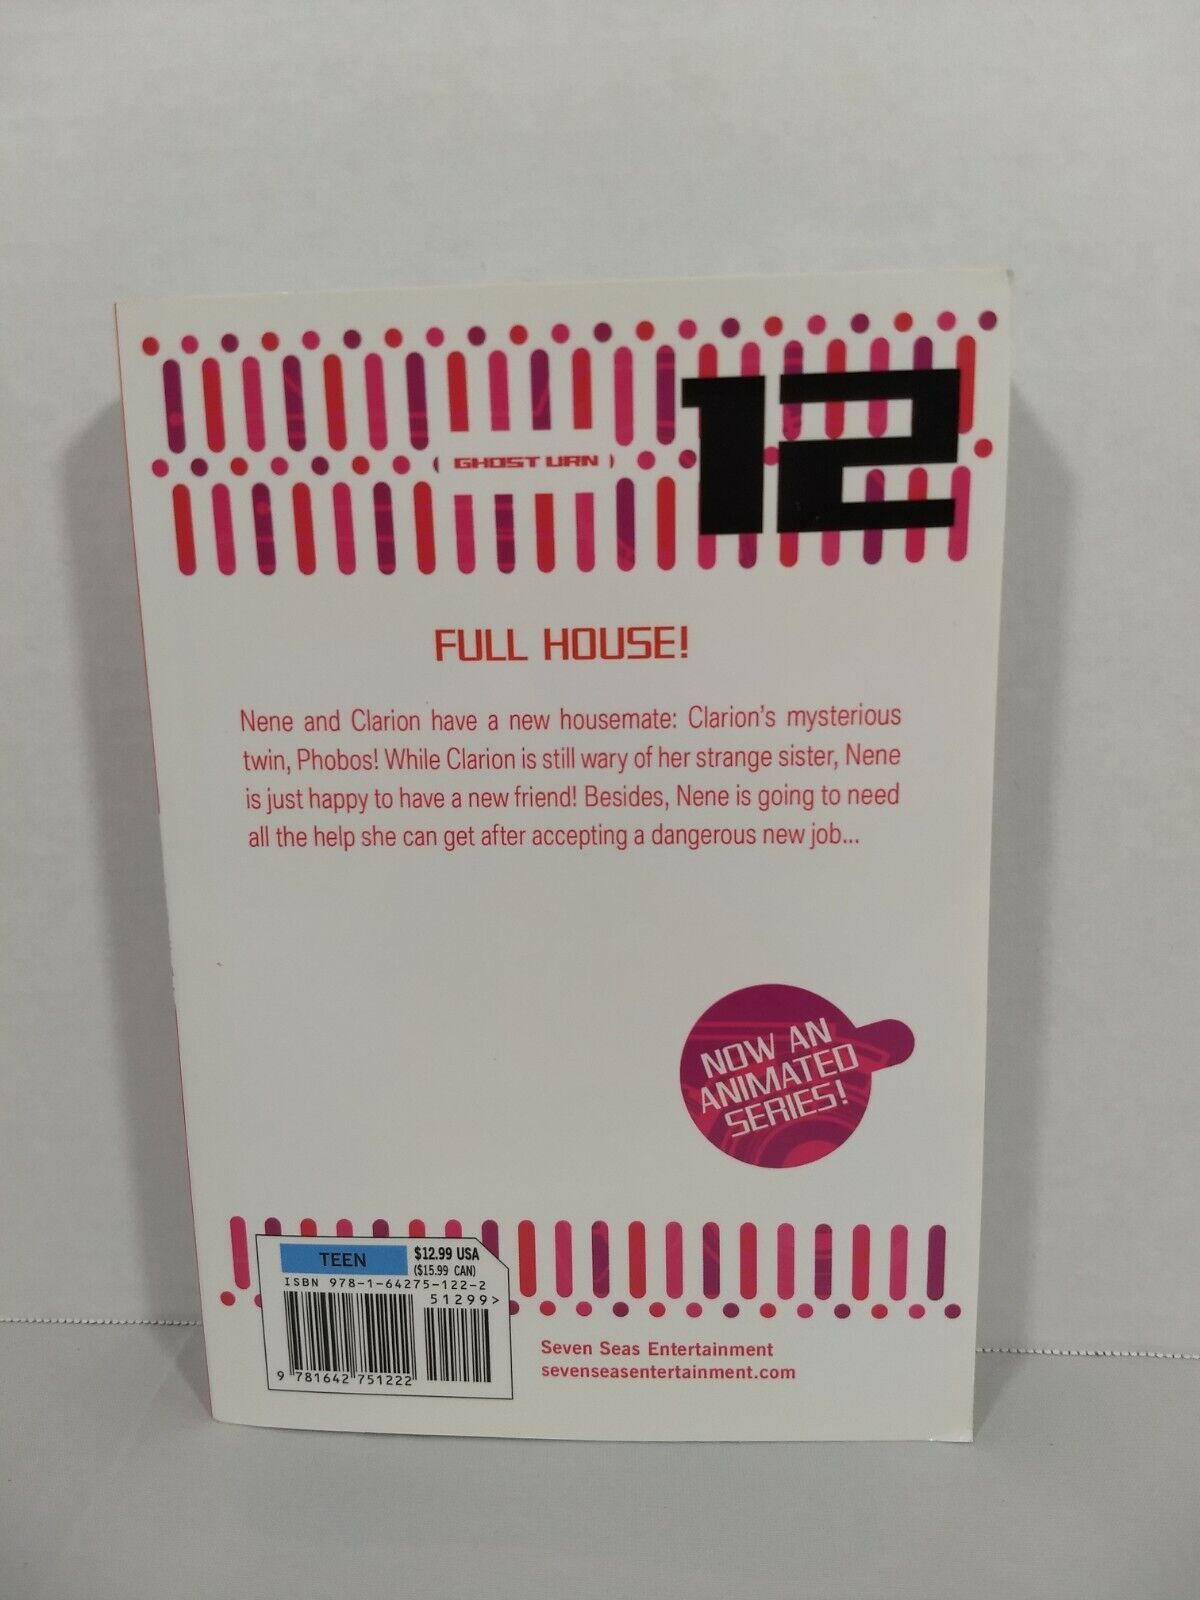 12
GHOST URN
FULL HOUSE!
Nene and Clarion have a new housemate: Clarion's mysterious
twin, Phobos! While Clarion is still wary of her strange sister, Nene
is just happy to have a new friend! Besides, Nene is going to need
all the help she can get after accepting a dangerous new job...
NOW AN
ANIMATED
SERIES!
TEEN
$12.99 USA
($15.99 CAN)
ISBN 978-1-64275-122-2
51299>
9 781642 751222
Seven Seas Entertainment
sevenseasentertainment.com